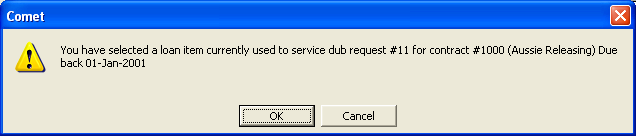 Comet
You have selected a loan item currently used to service dub request #11 for contract #1000 (Aussie Releasing) Due
back 01-Jan-2001
OK
Cancel